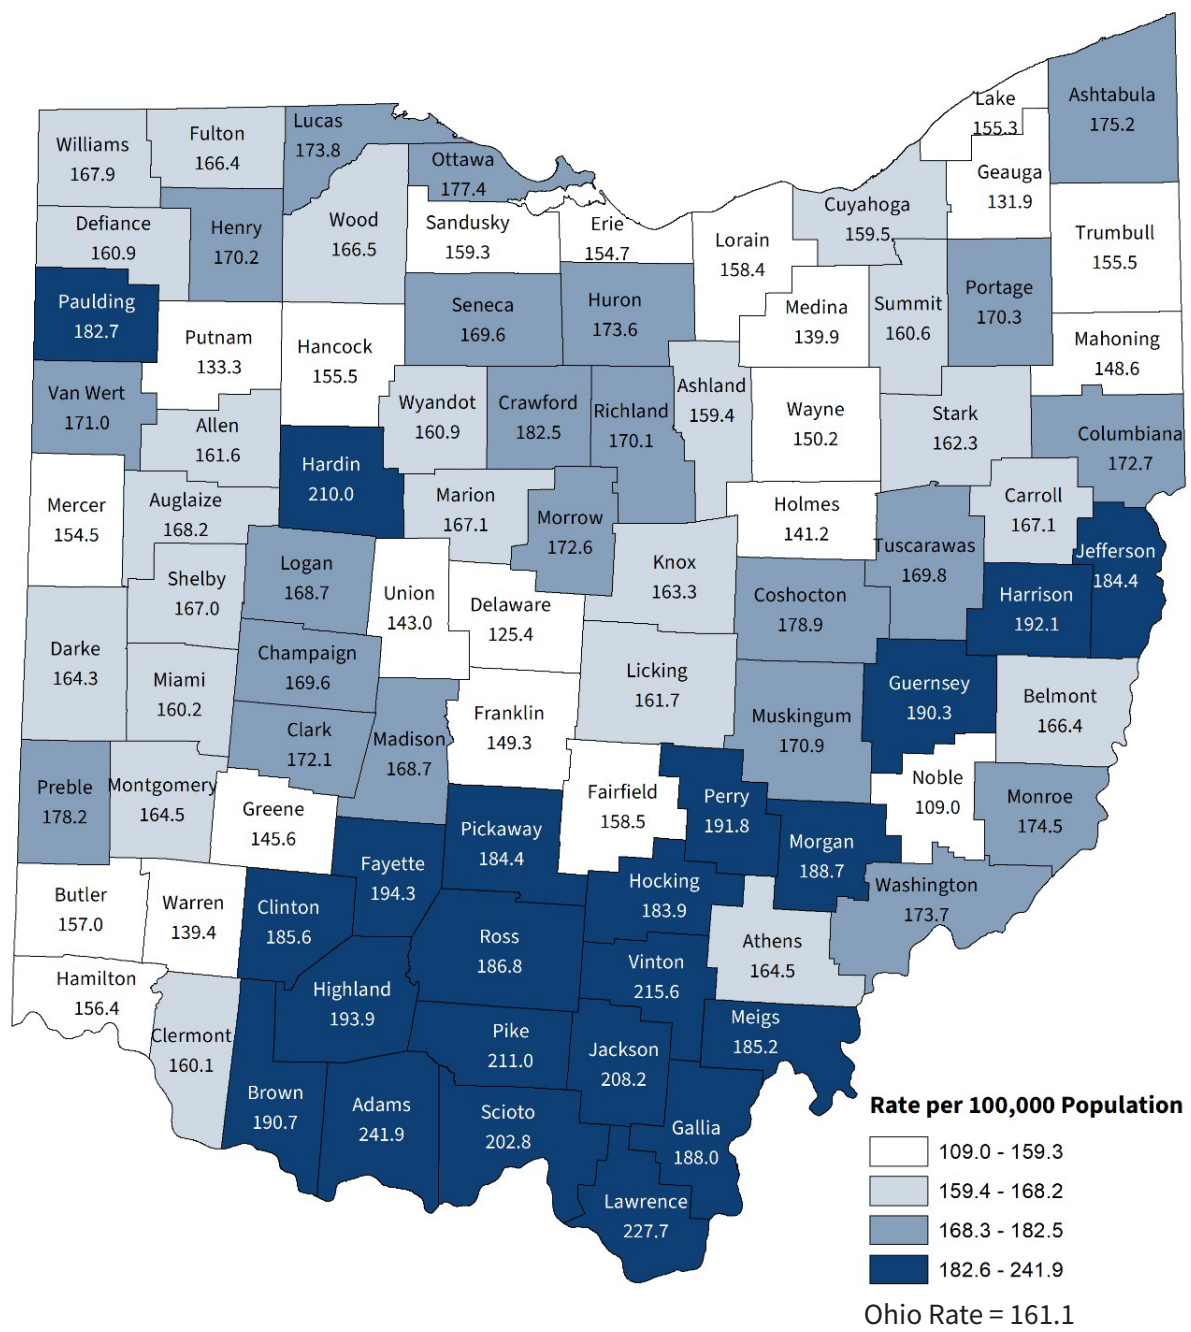 Lake
155.3
Ashtabula
175.2
Williams
167.9
Fulton
166.4
Lucas
173.8
Ottawa
177.4
Geauga
131.9
Defiance
160.9
Henry
170.2
Wood
166.5
Sandusky
159.3
Erie
154.7
Lorain
158.4
Cuyahoga
159.5
Trumbull
155.5
Paulding
182.7
Putnam
133.3
Hancock
155.5
Seneca
169.6
Huron
173.6
Medina
139.9
Summit
160.6
Portage
170.3
Mahoning
148.6
Van Wert
171.0
Allen
161.6
Wyandot
160.9
Crawford
182.5
Richland
170.1
Ashland
159.4
Wayne
150.2
Stark
162.3
Columbiana
172.7
Mercer
154.5
Auglaize
168.2
Hardin
210.0
Marion
167.1
Morrow
172.6
Holmes
141.2
Carroll
167.1
Tuscarawas
169.8
Jefferson
184.4
Shelby
167.0
Logan
168.7
Union
143.0
Delaware
125.4
Knox
163.3
Coshocton
178.9
Harrison
192.1
Darke
164.3
Miami
160.2
Champaign
169.6
Licking
161.7
Guernsey
190.3
Belmont
166.4
Clark
172.1
Madison
168.7
Franklin
149.3
Muskingum
170.9
Preble
178.2
Montgomery
164.5
Greene
145.6
Fairfield
158.5
Perry
191.8
Noble
109.0
Monroe
174.5
Pickaway
184.4
Fayette
194.3
Morgan
188.7
Hocking
183.9
Washington
173.7
Butler
157.0
Warren
139.4
Clinton
185.6
Ross
186.8
Vinton
215.6
Athens
164.5
Hamilton
156.4
Highland
193.9
Clermont
160.1
Pike
211.0
Jackson
208.2
Meigs
185.2
Brown
190.7
Adams
241.9
Scioto
202.8
Gallia
188.0
Lawrence
227.7
Rate per 100,000 Population
109.0 - 159.3
159.4 - 168.2
168.3 - 182.5
182.6 - 241.9
Ohio Rate = 161.1